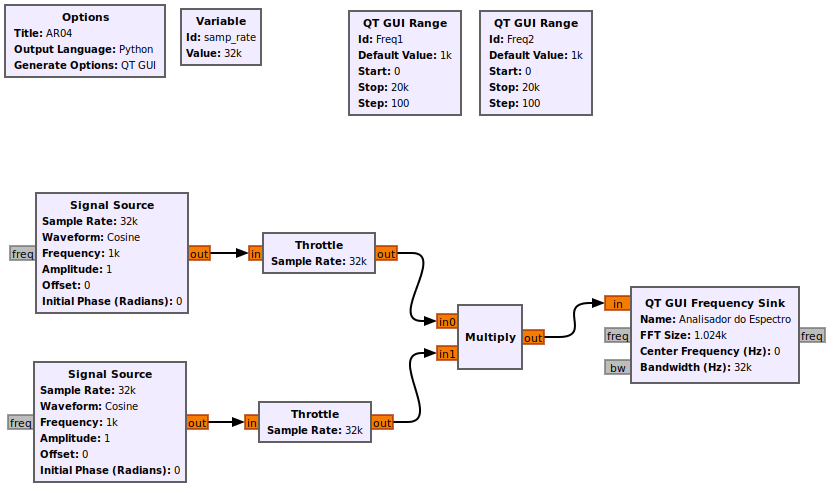 Options
Title: AR04
Output Language: Python
Generate Options: QT GUI
Variable
Id: samp_rate
Value: 32k
QT GUI Range
Id: Freq1
Default Value: 1k
Start: 0
Stop: 20k
Step: 100
QT GUI Range
Id: Freq2
Default Value: 1k
Start: 0
Stop: 20k
Step: 100
Signal Source
Sample Rate: 32k
Waveform: Cosine
Frequency: 1k
Amplitude: 1
Offset: 0
Initial Phase (Radians): 0
freq
out
in
Throttle
Sample Rate: 32k
out
Signal Source
Sample Rate: 32k
Waveform: Cosine
Frequency: 1k
Amplitude: 1
Offset: 0
Initial Phase (Radians): 0
freq
out
in
Throttle
Sample Rate: 32k
out
in0
in1
Multiply
out
in
freq
bw
QT GUI Frequency Sink
Name: Analisador do Espectro
FFT Size: 1.024k
Center Frequency (Hz): 0
Bandwidth (Hz): 32k
freq